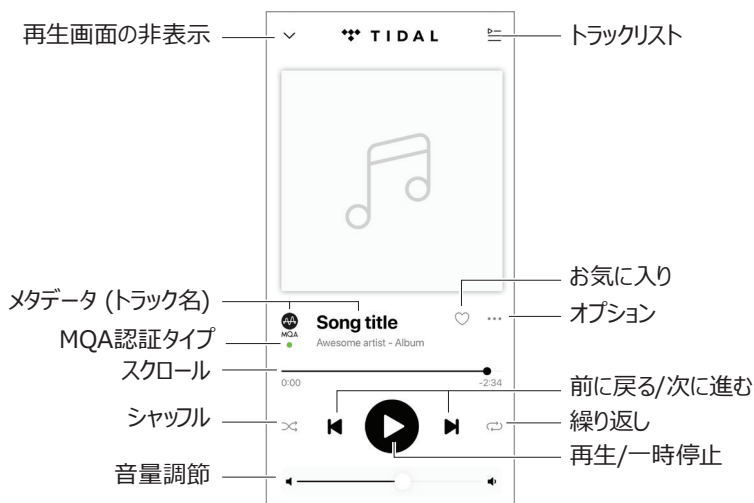 再生画面の非表示
TIDAL
トラックリスト
お気に入り
メタデータ (トラック名)
MQA
Song title
オプション
MQA認証タイプ
Awesome artist - Album
スクロール
0:00
-2:34
前に戻る/次に進む
シャッフル
繰り返し
再生/一時停止
音量調節